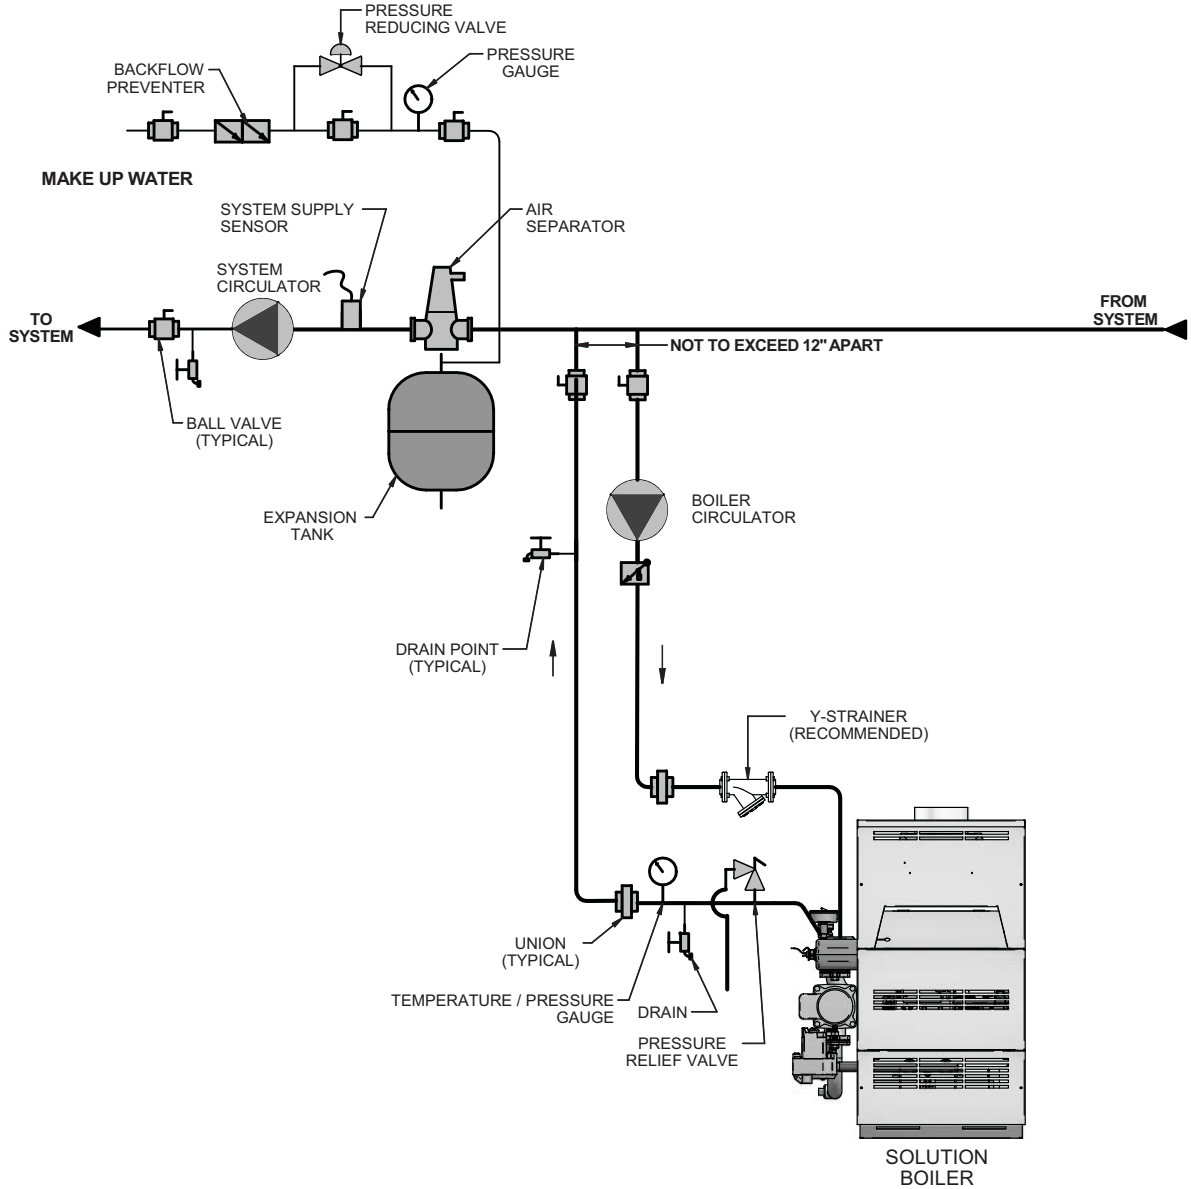 PRESSURE
REDUCING VALVE
PRESSURE
GAUGE
BACKFLOW
PREVENTER
MAKE UP WATER
SYSTEM SUPPLY
SENSOR
AIR
SEPARATOR
SYSTEM
CIRCULATOR
TO
SYSTEM
FROM
SYSTEM
NOT TO EXCEED 12" APART
BALL VALVE
(TYPICAL)
EXPANSION
TANK
BOILER
CIRCULATOR
DRAIN POINT
(TYPICAL)
Y-STRAINER
(RECOMMENDED)
UNION
(TYPICAL)
TEMPERATURE / PRESSURE
GAUGE
DRAIN
PRESSURE
RELIEF VALVE
SOLUTION
BOILER